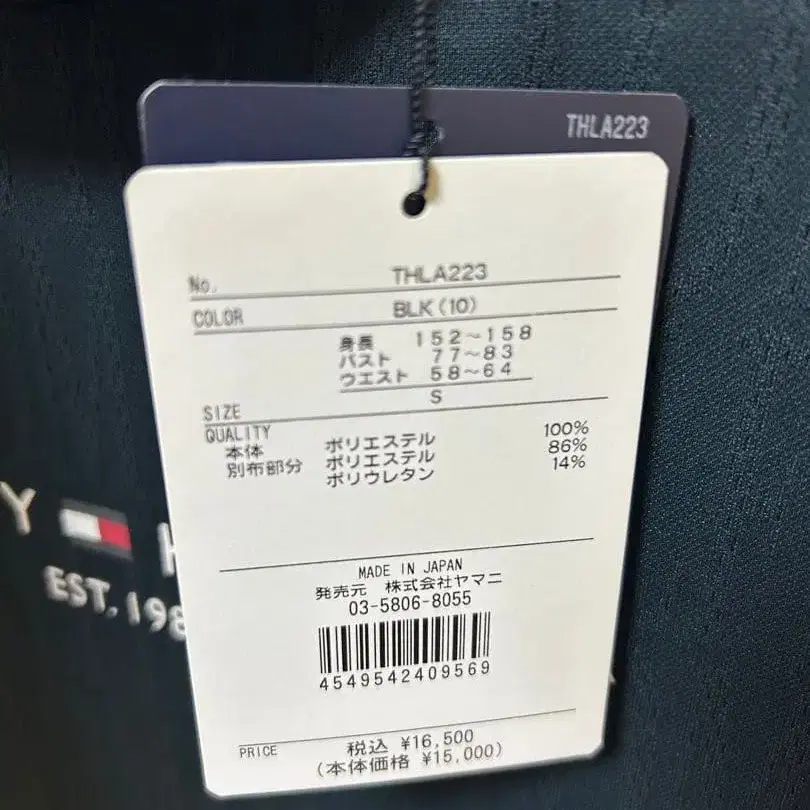 THLA223
No. THLA223
COLOR BLK(10)
身長 152~158
バスト 77~83
ウエスト 58~64
SIZE S
QUALITY
本体 ポリエステル 100%
別布部分 ポリエステル 86%
ポリウレタン 14%
MADE IN JAPAN
発売元 株式会社ヤマニ
03-5806-8055
4549542409569
PRICE 税込 ¥16,500
(本体価格 ¥15,000)
Y H
EST. 198